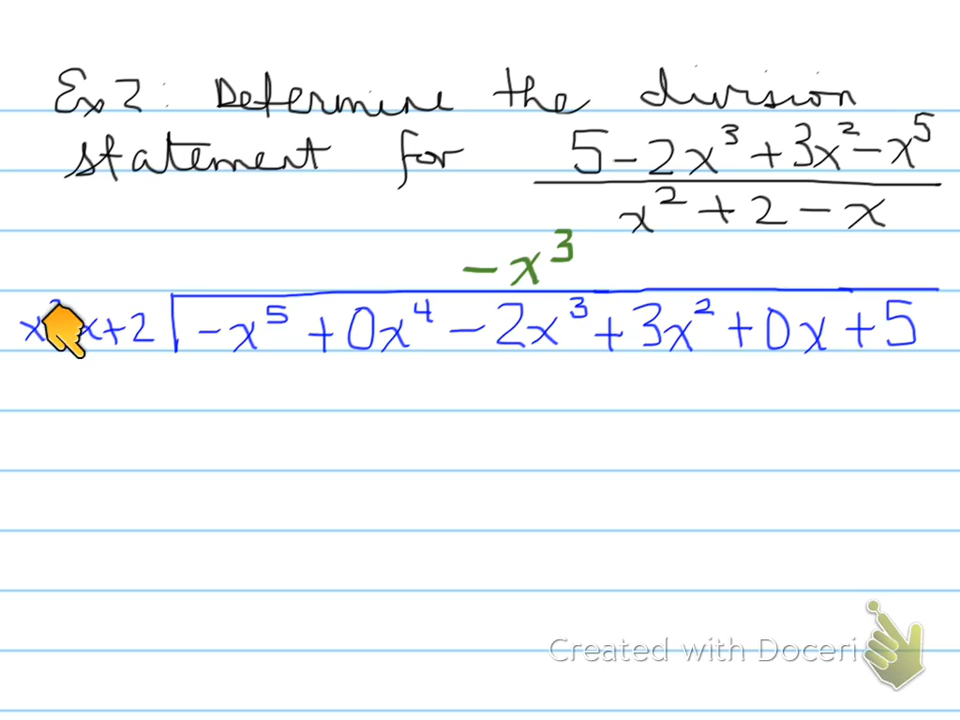 Ex 2: Determine the division
statement for 5 - 2x³ + 3x² - x⁵
x² + 2 - x
-x³
x² x + 2 -x⁵ + 0x⁴ - 2x³ + 3x² + 0x + 5
Created with Doceri